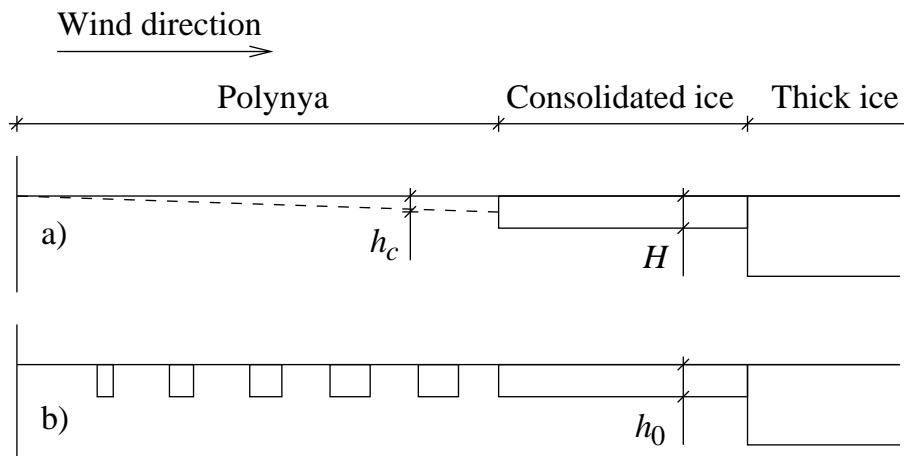 Wind direction
Polynya Consolidated ice Thick ice
a) h_c H
b) h_0